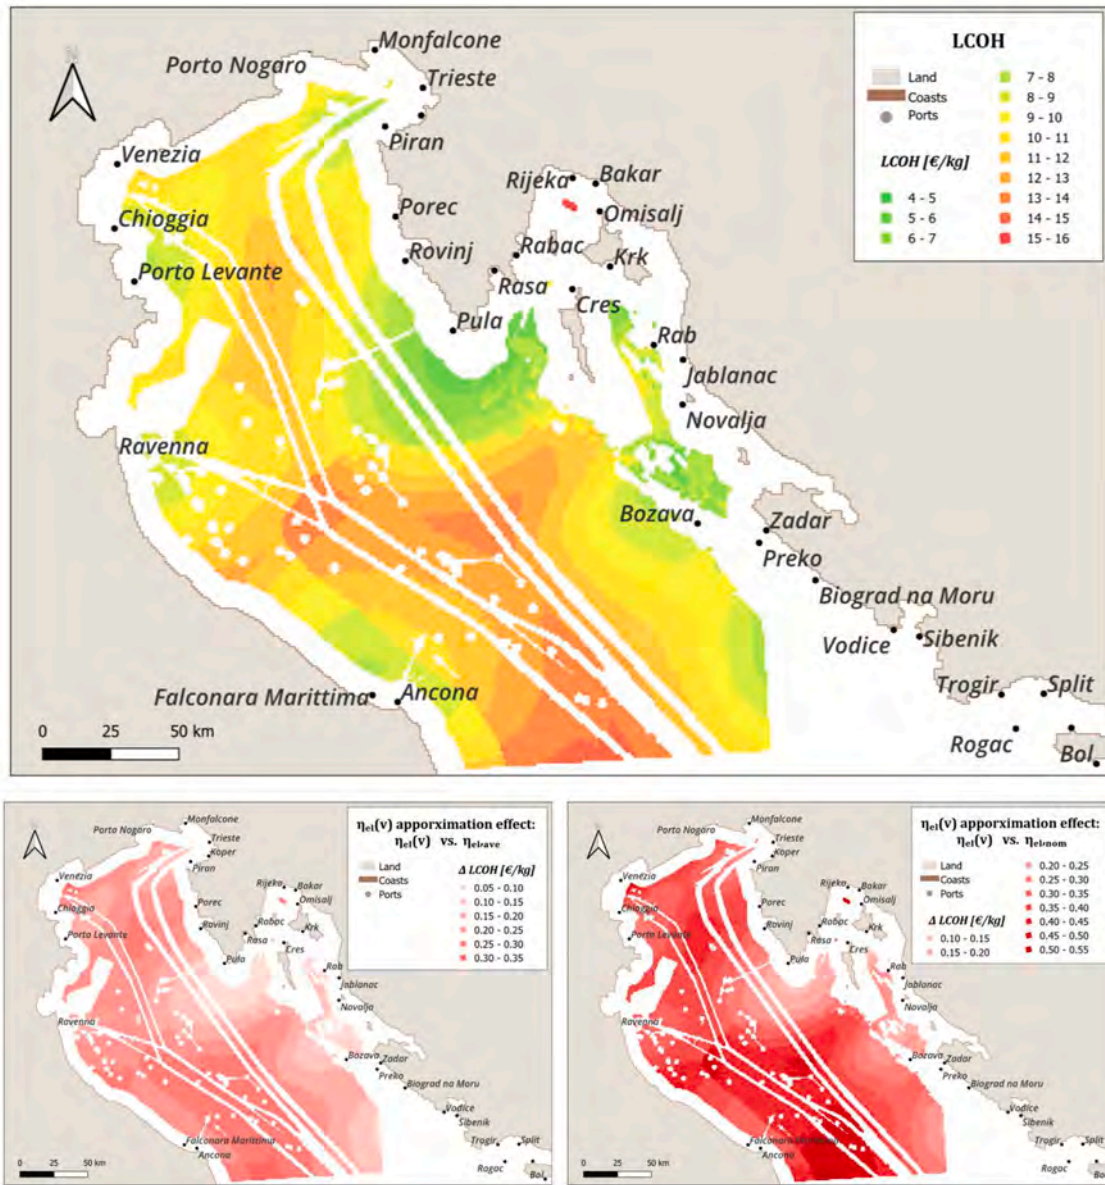 N
Monfalcone
Porto Nogaro
Trieste
Piran
Venezia
Chioggia
Porto Levante
Porec
Rovinj
Pula
Rijeka
Bakar
Omisalj
Rabac
Krk
Rasa
Cres
Rab
Jablanac
Novalja
Ravenna
Bozava
Zadar
Preko
Biograd na Moru
Vodice
Sibenik
Trogir
Split
Rogac
Bol
Falconara Marittima
Ancona
0 25 50 km
LCOH
Land
Coasts
Ports
LCOH [€/kg]
4 - 5
5 - 6
6 - 7
7 - 8
8 - 9
9 - 10
10 - 11
11 - 12
12 - 13
13 - 14
14 - 15
15 - 16
Monfalcone
Porto Nogaro
Trieste
Koper
Piran
Venezia
Chioggia
Porto Levante
Porec
Rovinj
Pula
Rijeka
Bakar
Omisalj
Rabac
Krk
Rasa
Cres
Rab
Jablanac
Novalja
Ravenna
Bozava
Zadar
Preko
Biograd na Moru
Vodice
Sibenik
Trogir
Split
Rogac
Bol
Falconara Marittima
Ancona
0 25 50 km
ηel(v) apporximation effect:
ηel(v) vs. ηel,ave
Land
Coasts
Ports
Δ LCOH [€/kg]
0.05 - 0.10
0.10 - 0.15
0.15 - 0.20
0.20 - 0.25
0.25 - 0.30
0.30 - 0.35
Monfalcone
Porto Nogaro
Trieste
Koper
Piran
Venezia
Chioggia
Porto Levante
Porec
Rovinj
Pula
Rijeka
Bakar
Omisalj
Rabac
Krk
Rasa
Cres
Rab
Jablanac
Novalja
Ravenna
Bozava
Zadar
Preko
Biograd na Moru
Vodice
Sibenik
Trogir
Split
Rogac
Bol
Falconara Marittima
Ancona
0 25 50 km
ηel(v) apporximation effect:
ηel(v) vs. ηel,nom
Land
Coasts
Ports
Δ LCOH [€/kg]
0.10 - 0.15
0.15 - 0.20
0.20 - 0.25
0.25 - 0.30
0.30 - 0.35
0.35 - 0.40
0.40 - 0.45
0.45 - 0.50
0.50 - 0.55